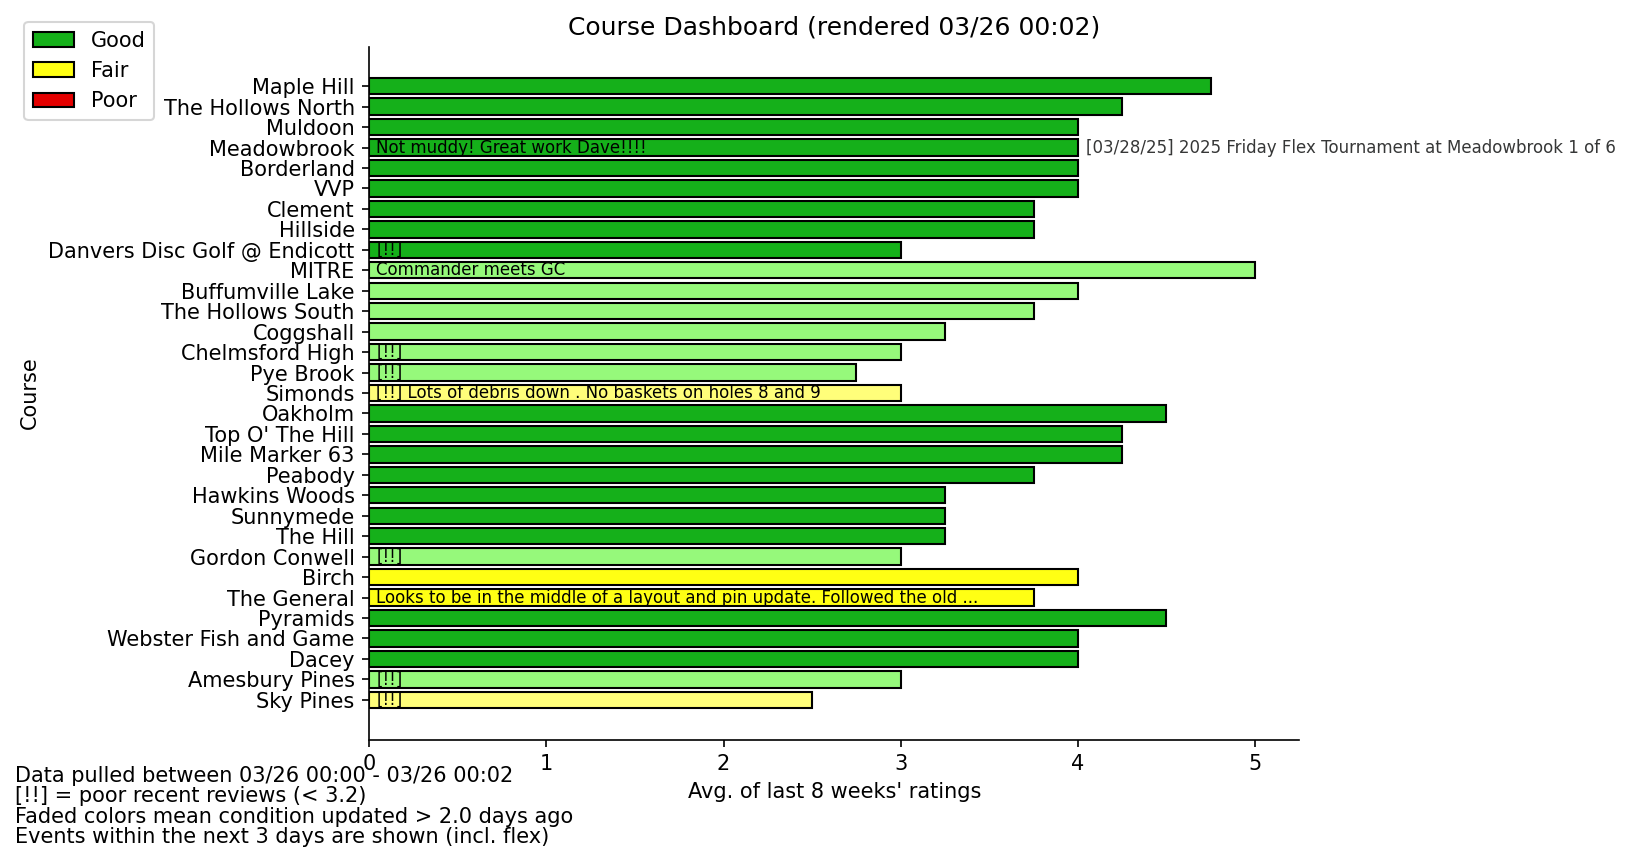 Course Dashboard (rendered 03/26 00:02)
Good
Fair
Poor
Maple Hill
The Hollows North
Muldoon
Meadowbrook
Not muddy! Great work Dave!!!!
[03/28/25] 2025 Friday Flex Tournament at Meadowbrook 1 of 6
Borderland
VVP
Clement
Hillside
Danvers Disc Golf @ Endicott
[!!]
MITRE
Commander meets GC
Buffumville Lake
The Hollows South
Coggshall
Chelmsford High
[!!]
Pye Brook
[!!]
Simonds
[!!] Lots of debris down . No baskets on holes 8 and 9
Oakholm
Top O' The Hill
Mile Marker 63
Peabody
Hawkins Woods
Sunnymede
The Hill
Gordon Conwell
[!!]
Birch
The General
Looks to be in the middle of a layout and pin update. Followed the old ...
Pyramids
Webster Fish and Game
Dacey
Amesbury Pines
[!!]
Sky Pines
[!!]
Course
0 1 2 3 4 5
Avg. of last 8 weeks' ratings
Data pulled between 03/26 00:00 - 03/26 00:02
[!!] = poor recent reviews (< 3.2)
Faded colors mean condition updated > 2.0 days ago
Events within the next 3 days are shown (incl. flex)